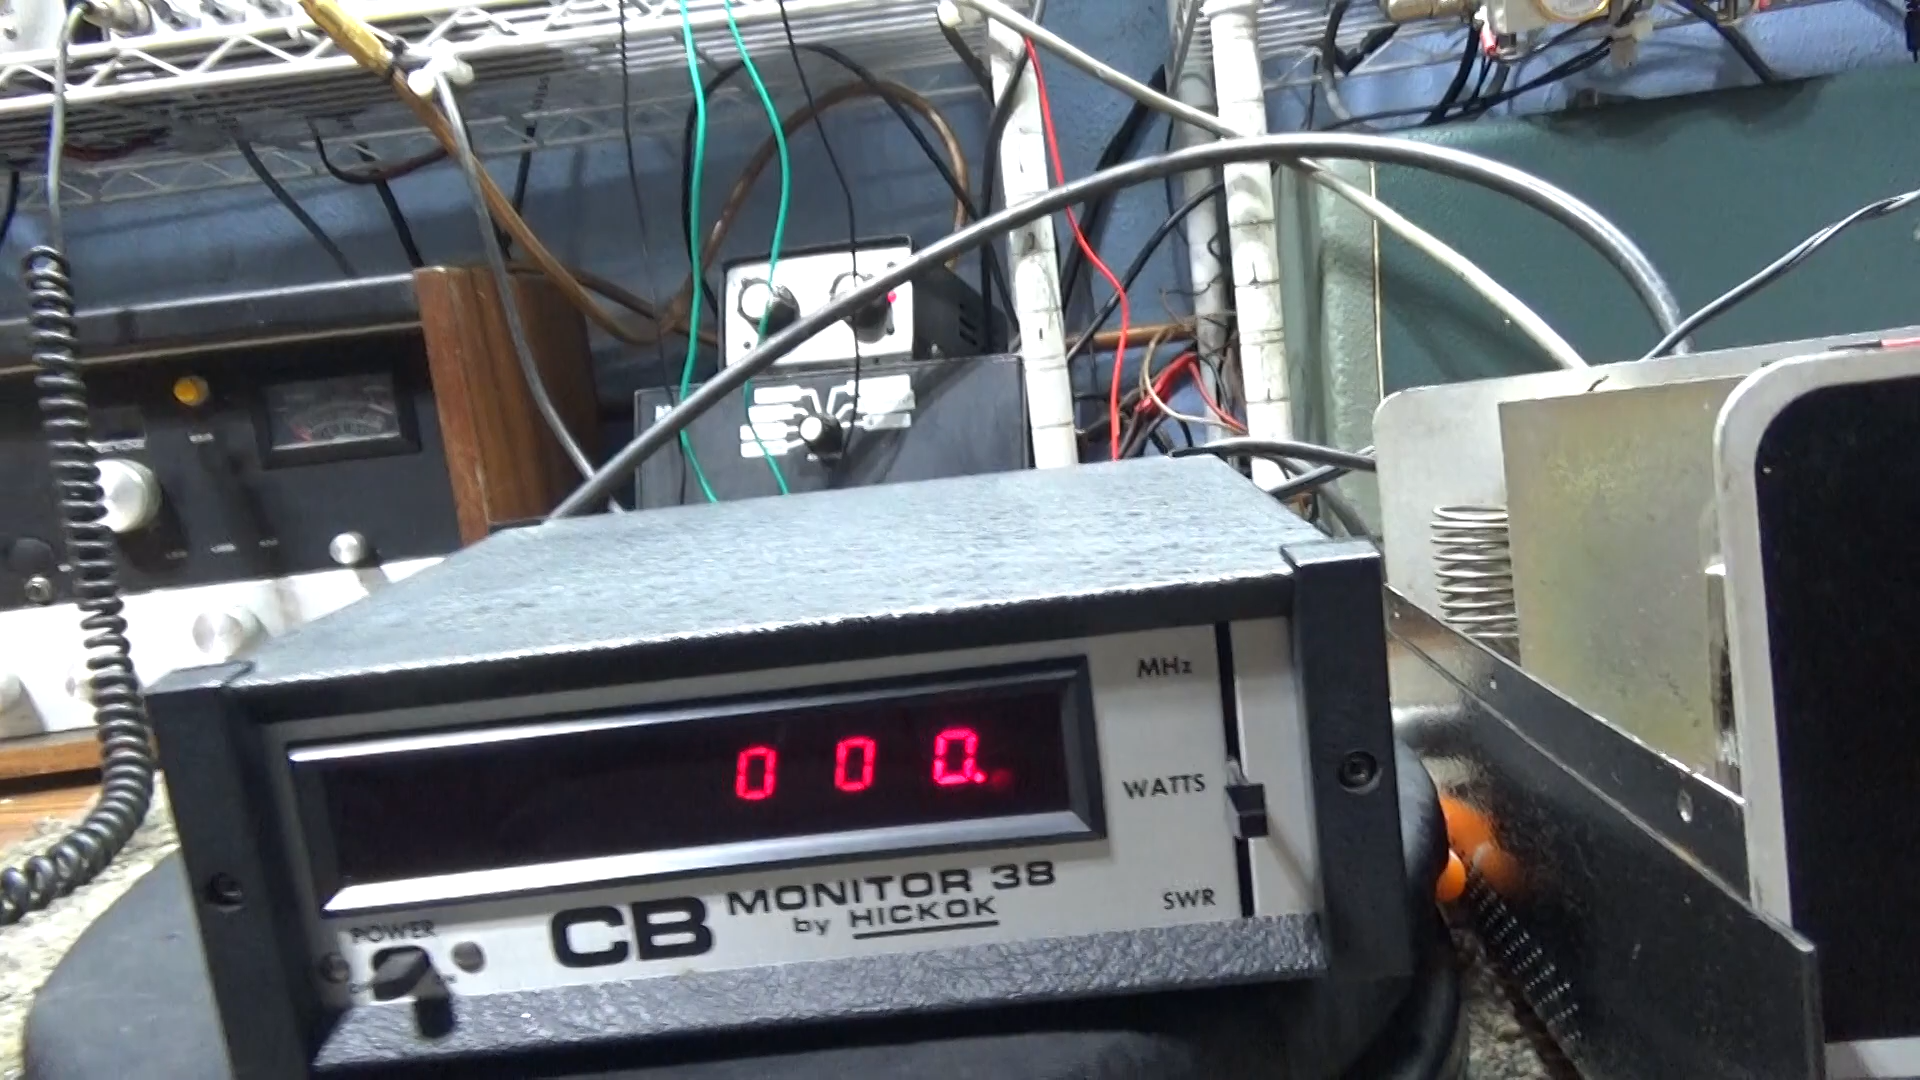 MHz
000.
WATTS
MONITOR 38
CB
by HICKOK
SWR
POWER